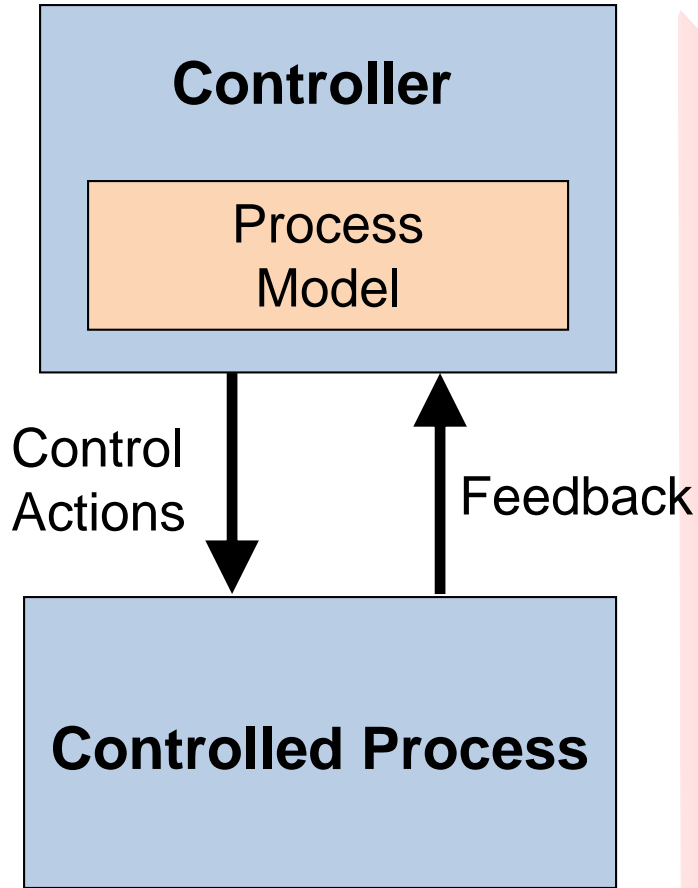 Controller
Process
Model
Control
Actions
Feedback
Controlled Process